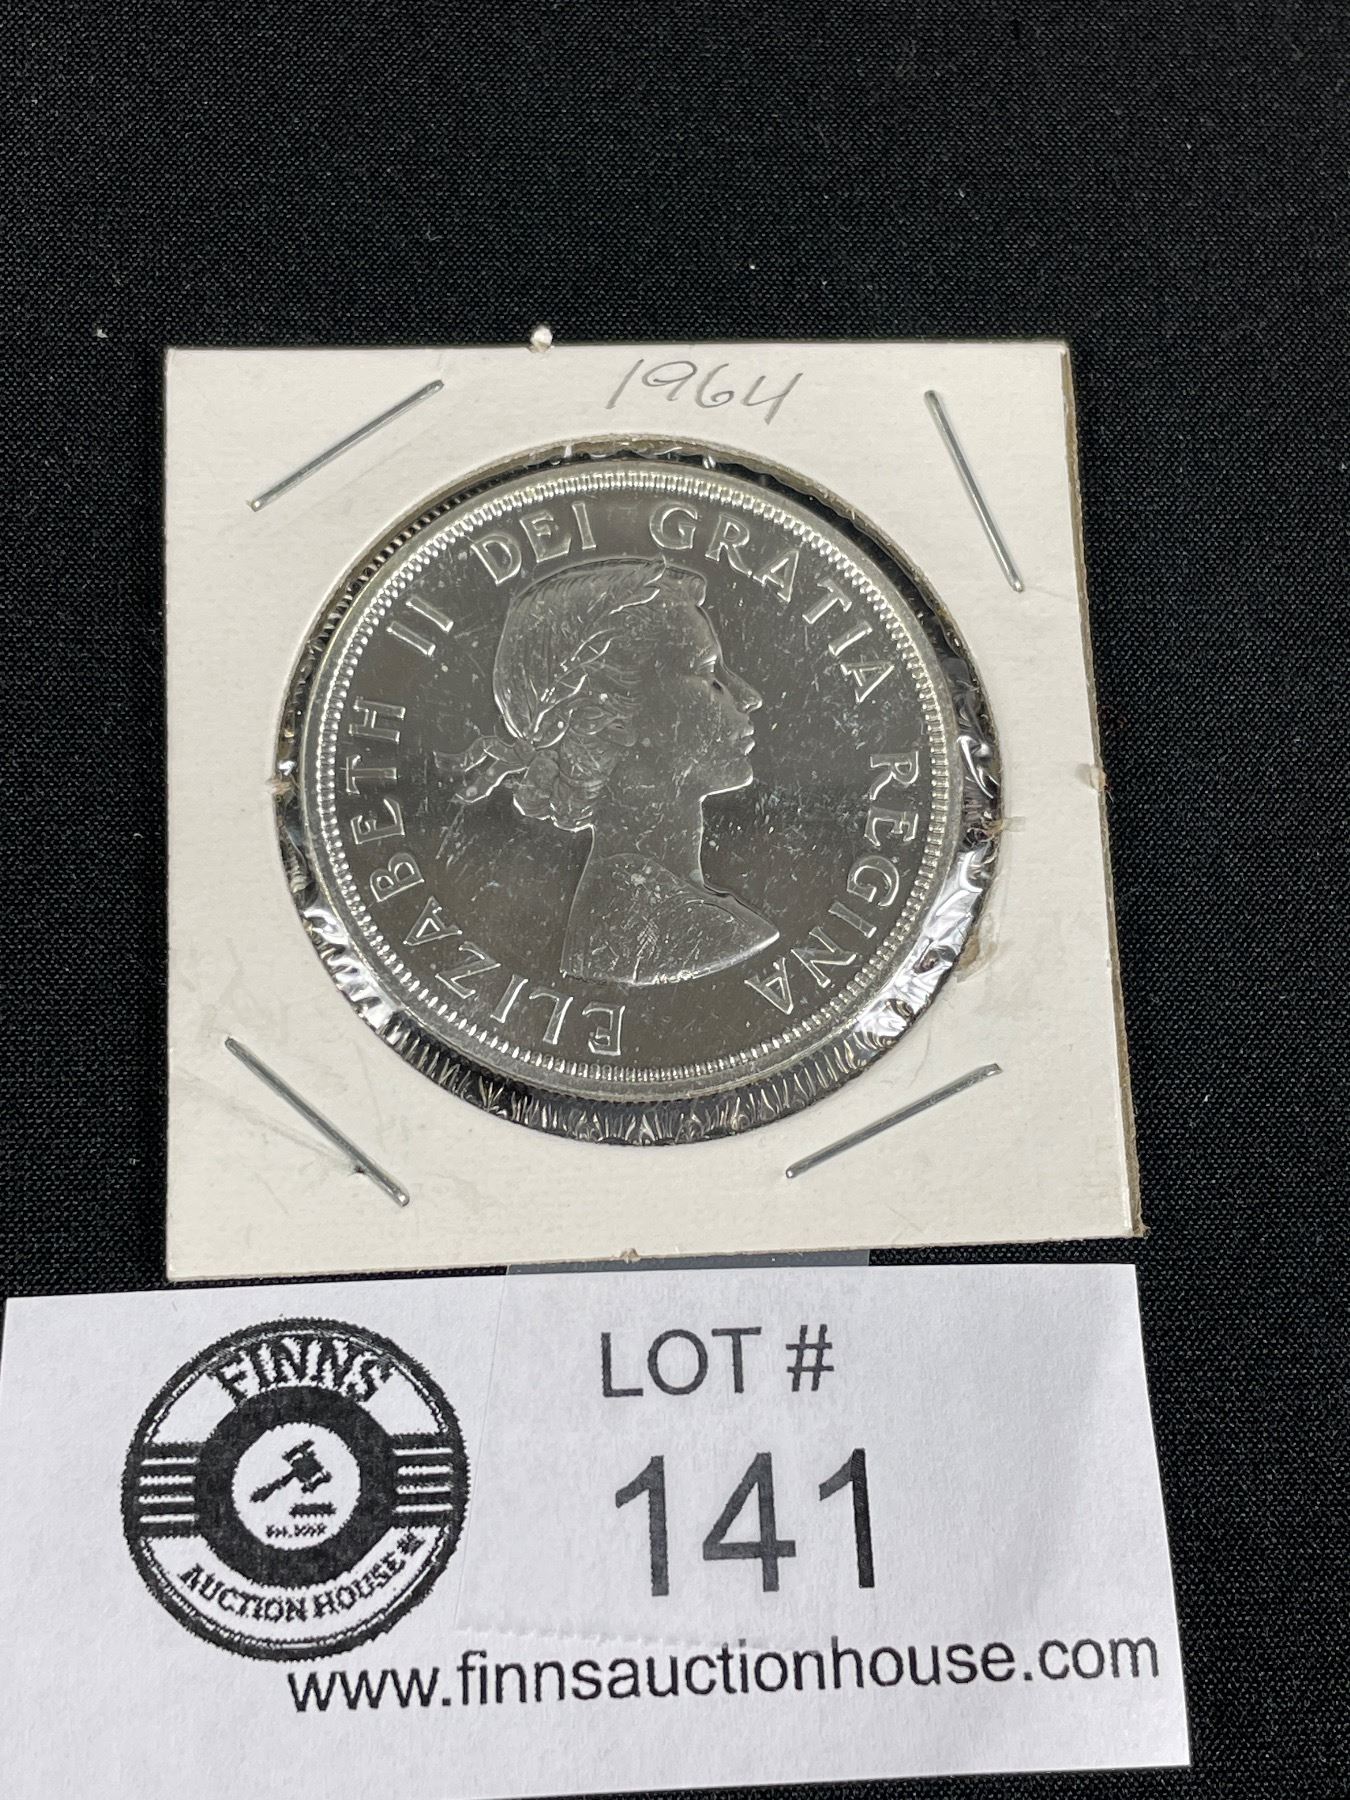 1964
ELIZABETH II DEI GRATIA REGINA
FINNS
AUCTION HOUSE
LOT #
141
www.finnsauctionhouse.com